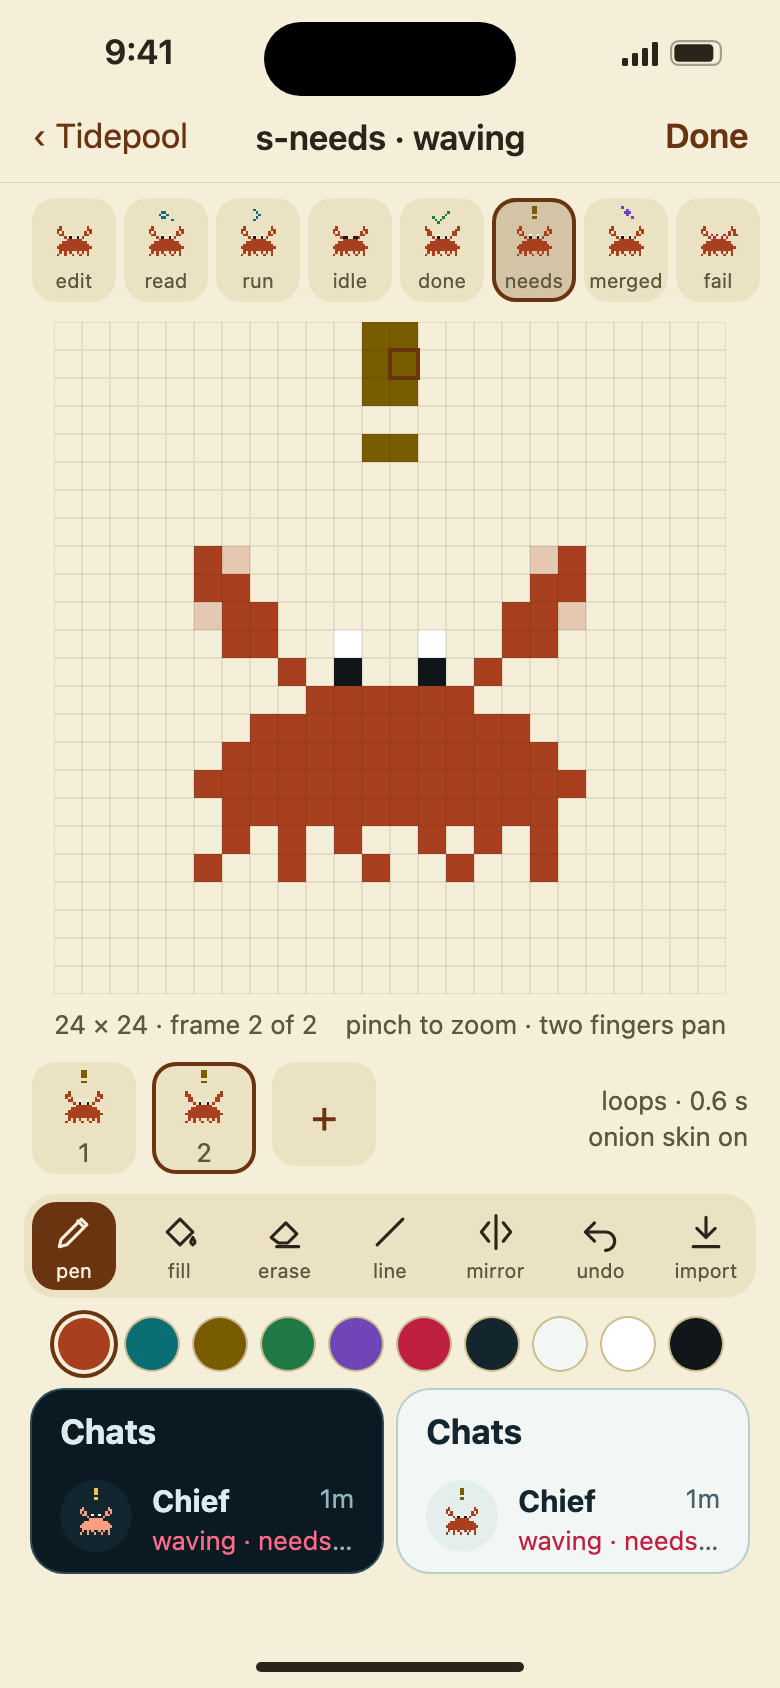 9:41
‹ Tidepool
s-needs · waving
Done
edit
read
run
idle
done
needs
merged
fail
24 × 24 · frame 2 of 2
pinch to zoom · two fingers pan
1
2
+
loops · 0.6 s
onion skin on
pen
fill
erase
line
mirror
undo
import
Chats
Chief
1m
waving · needs...
Chats
Chief
1m
waving · needs...